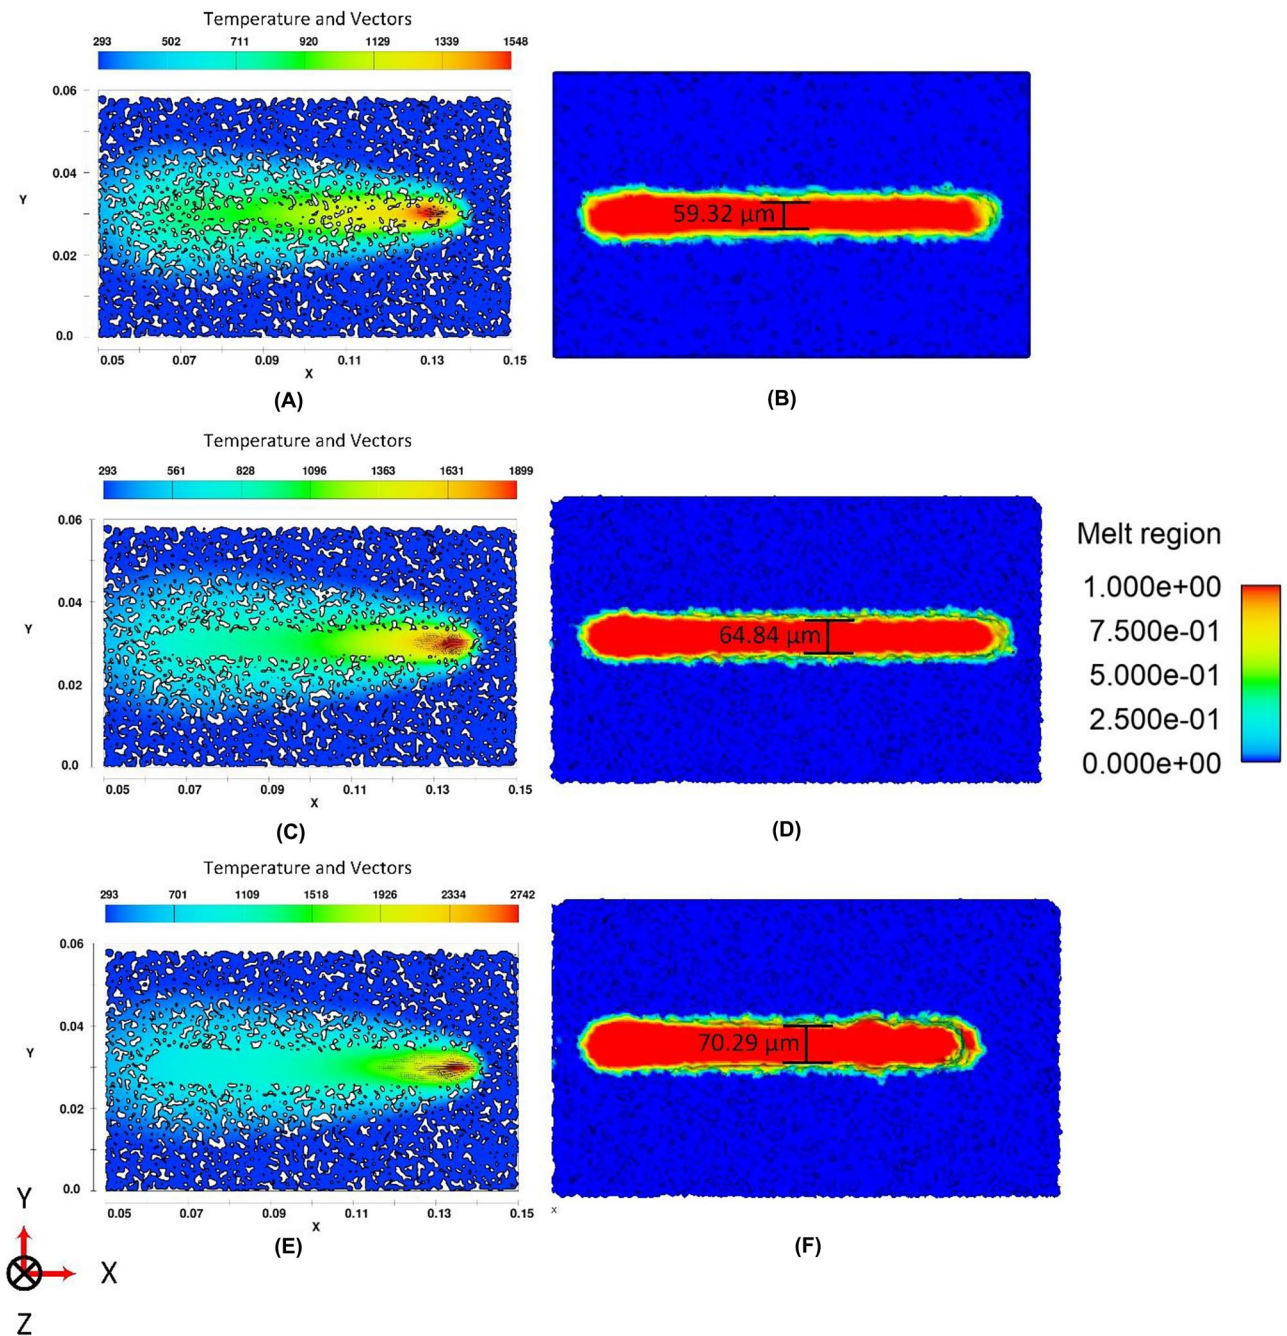 Temperature and Vectors
293 502 711 920 1129 1339 1548
0.06
0.04
Y
0.02
0.0
0.05 0.07 0.09 0.11 0.13 0.15
X
(A)
59.32 µm
(B)
Temperature and Vectors
293 561 828 1096 1363 1631 1899
0.06
0.04
Y
0.02
0.0
0.05 0.07 0.09 0.11 0.13 0.15
X
(C)
64.84 µm
(D)
Melt region
1.000e+00
7.500e-01
5.000e-01
2.500e-01
0.000e+00
Temperature and Vectors
293 701 1109 1518 1926 2334 2742
0.06
0.04
Y
0.02
0.0
0.05 0.07 0.09 0.11 0.13 0.15
X
(E)
70.29 µm
x
(F)
Y
X
Z